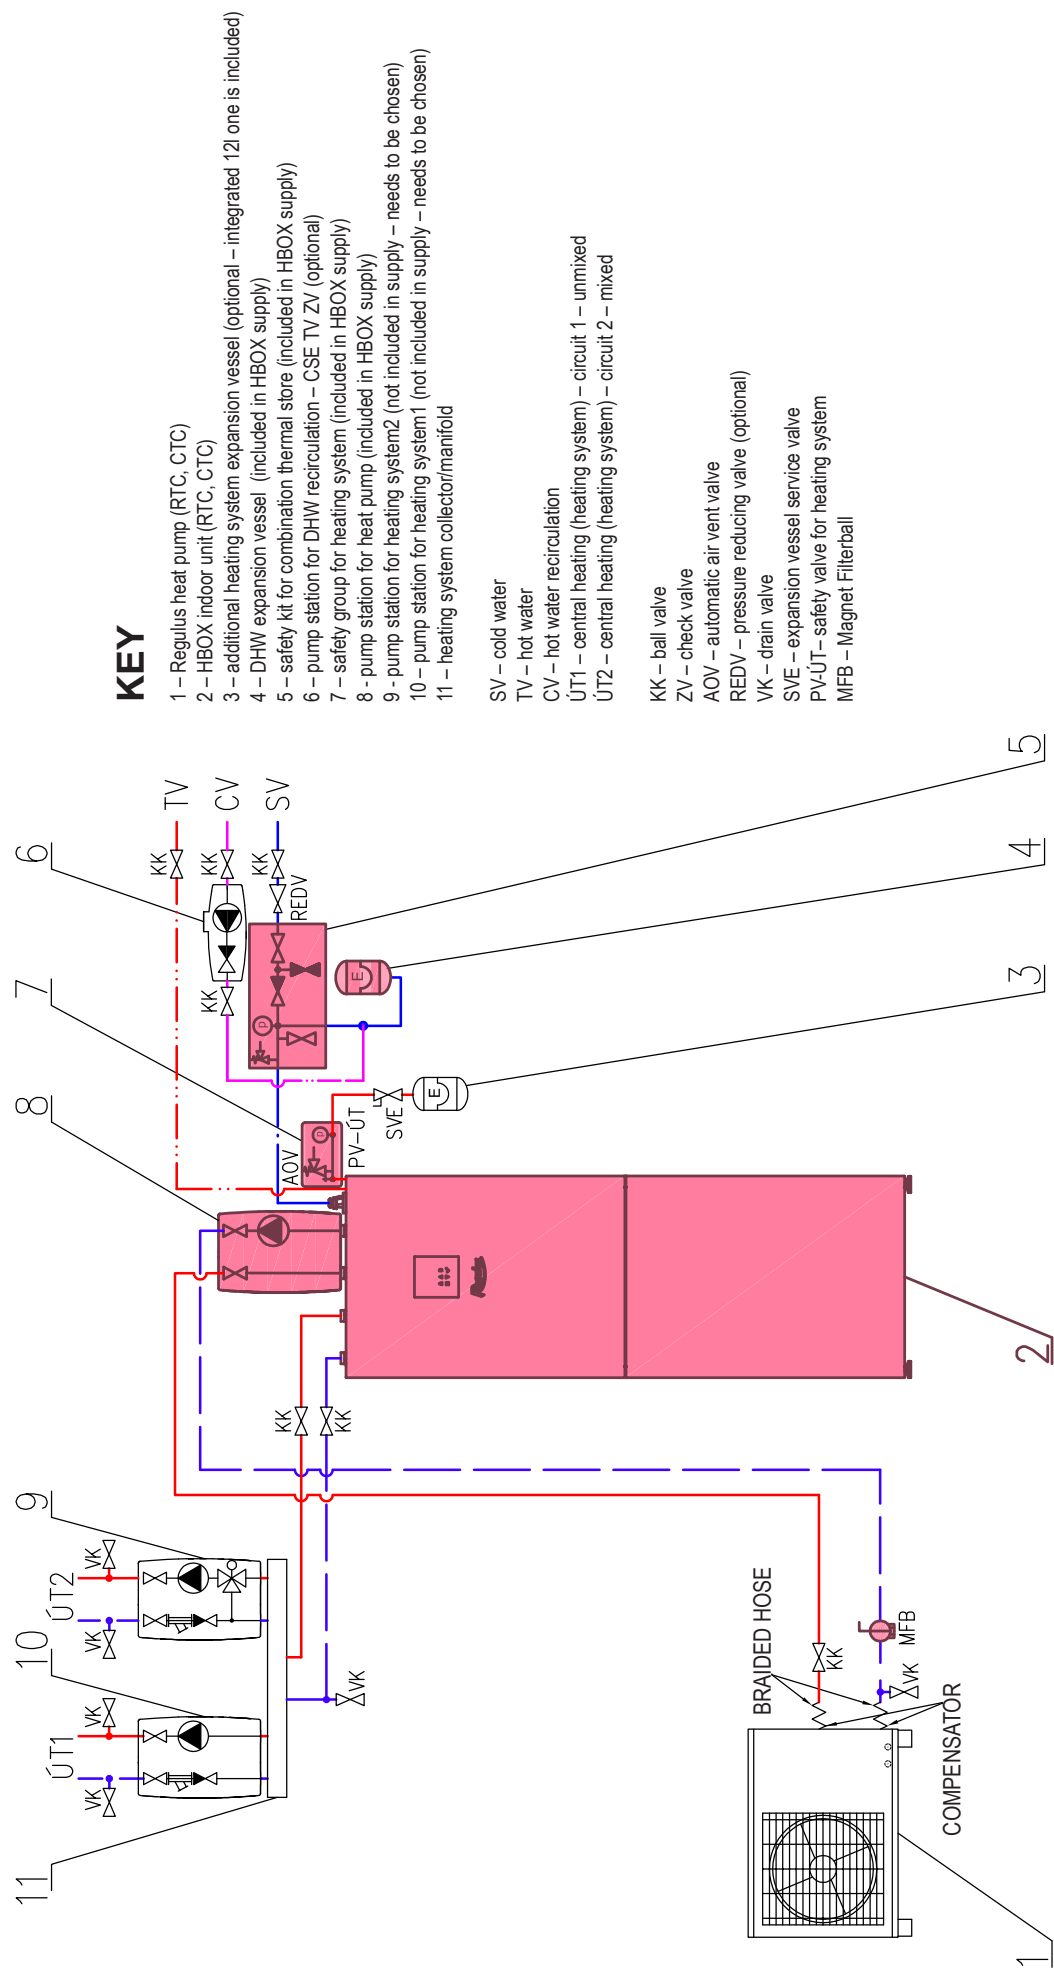 KEY
1 – Regulus heat pump (RTC, CTC)
2 – HBOX indoor unit (RTC, CTC)
3 – additional heating system expansion vessel (optional – integrated 12l one is included)
4 – DHW expansion vessel (included in HBOX supply)
5 – safety kit for combination thermal store (included in HBOX supply)
6 – pump station for DHW recirculation – CSE TV ZV (optional)
7 – safety group for heating system (included in HBOX supply)
8 - pump station for heat pump (included in HBOX supply)
9 - pump station for heating system2 (not included in supply – needs to be chosen)
10 – pump station for heating system1 (not included in supply – needs to be chosen)
11 – heating system collector/manifold
SV – cold water
TV – hot water
CV – hot water recirculation
ÚT1 – central heating (heating system) – circuit 1 – unmixed
ÚT2 – central heating (heating system) – circuit 2 – mixed
KK – ball valve
ZV – check valve
AOV – automatic air vent valve
REDV – pressure reducing valve (optional)
VK – drain valve
SVE – expansion vessel service valve
PV-ÚT– safety valve for heating system
MFB – Magnet Filterball
11
10
9
8
7
6
ÚT1
ÚT2
VK
VK
VK
VK
VK
KK
KK
AOV
PV–ÚT
SVE
p
p
E
E
KK
KK
KK
KK
REDV
TV
CV
SV
BRAIDED HOSE
KK
MFB
VK
COMPENSATOR
1
2
3
4
5